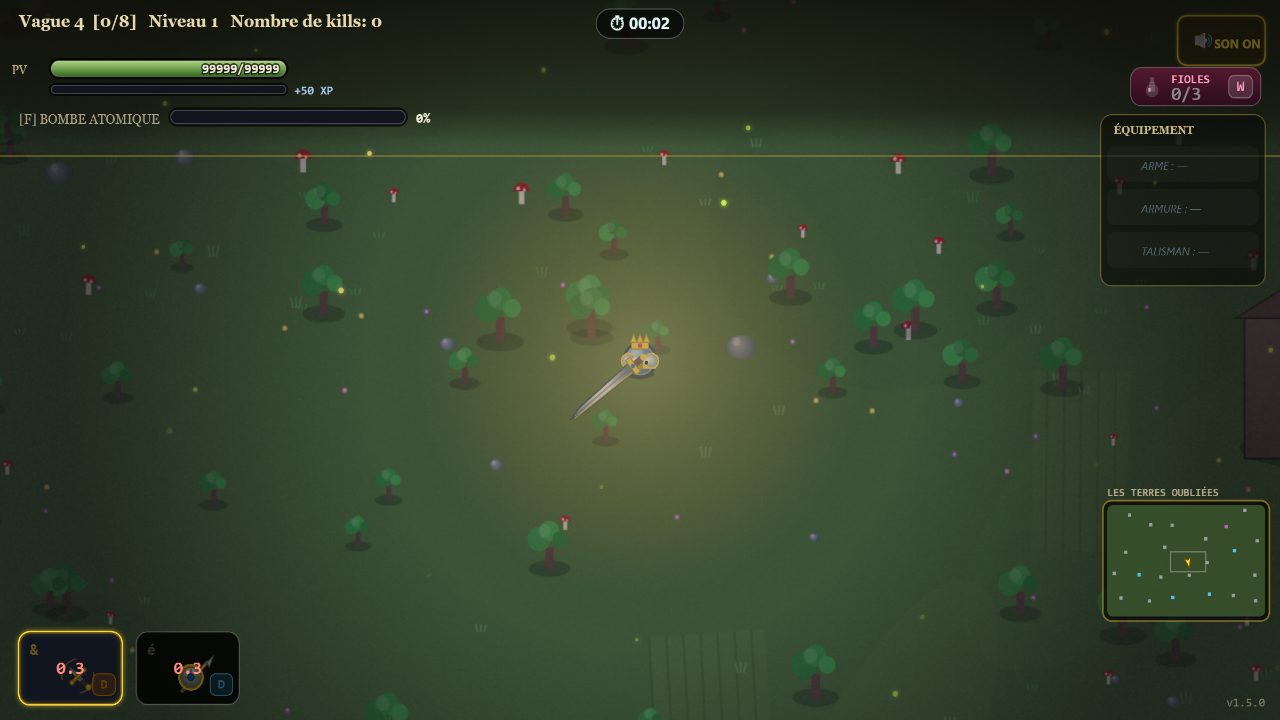 Vague 4 [0/8] Niveau 1 Nombre de kills: 0
00:02
SON ON
PV
99999/99999
+50 XP
FIOLES
0/3
W
[F] BOMBE ATOMIQUE
0%
ÉQUIPEMENT
ARME : —
ARMURE : —
TALISMAN : —
LES TERRES OUBLIÉES
&
0.3
D
é
0.3
D
v1.5.0